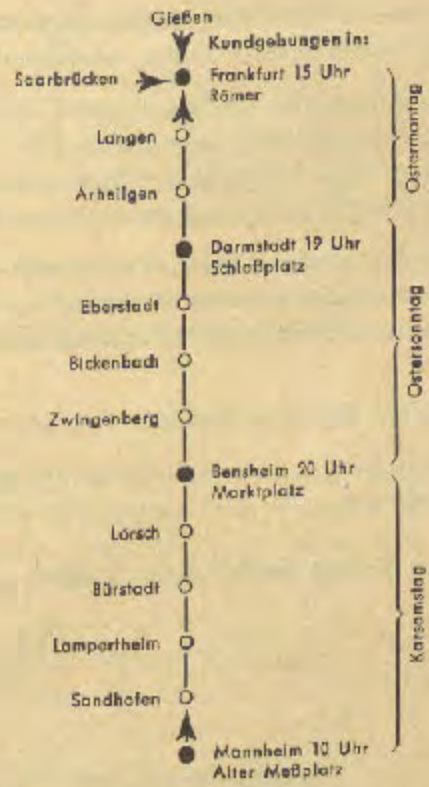 Gießen
Kundgebungen in:
Saarbrücken
Frankfurt 15 Uhr
Römer
Langen
Arheilgen
Ostermontag
Darmstadt 19 Uhr
Schloßplatz
Eberstadt
Bickenbach
Zwingenberg
Ostersonntag
Bensheim 20 Uhr
Marktplatz
Lorsch
Bürstadt
Lampertheim
Sandhofen
Karsamstag
Mannheim 10 Uhr
Alter Meßplatz